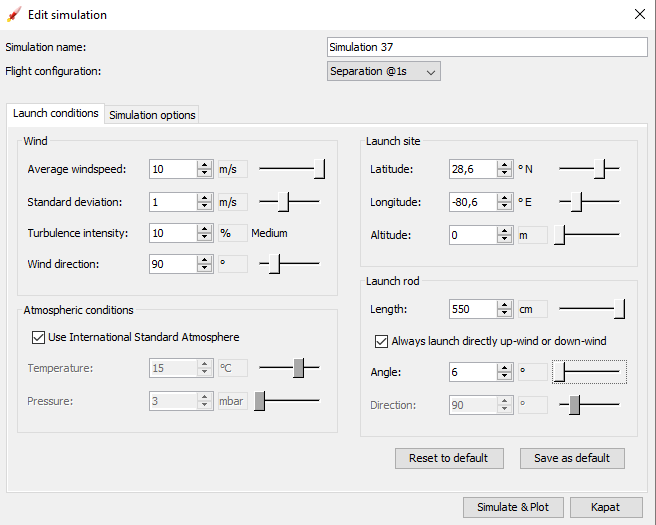 Edit simulation
Simulation name: Simulation 37
Flight configuration: Separation @1s
Launch conditions Simulation options
Wind
Average windspeed: 10 m/s
Standard deviation: 1 m/s
Turbulence intensity: 10 % Medium
Wind direction: 90 °
Atmospheric conditions
Use International Standard Atmosphere
Temperature: 15 °C
Pressure: 3 mbar
Launch site
Latitude: 28,6 ° N
Longitude: -80,6 ° E
Altitude: 0 m
Launch rod
Length: 550 cm
Always launch directly up-wind or down-wind
Angle: 6 °
Direction: 90 °
Reset to default Save as default
Simulate & Plot Kapat